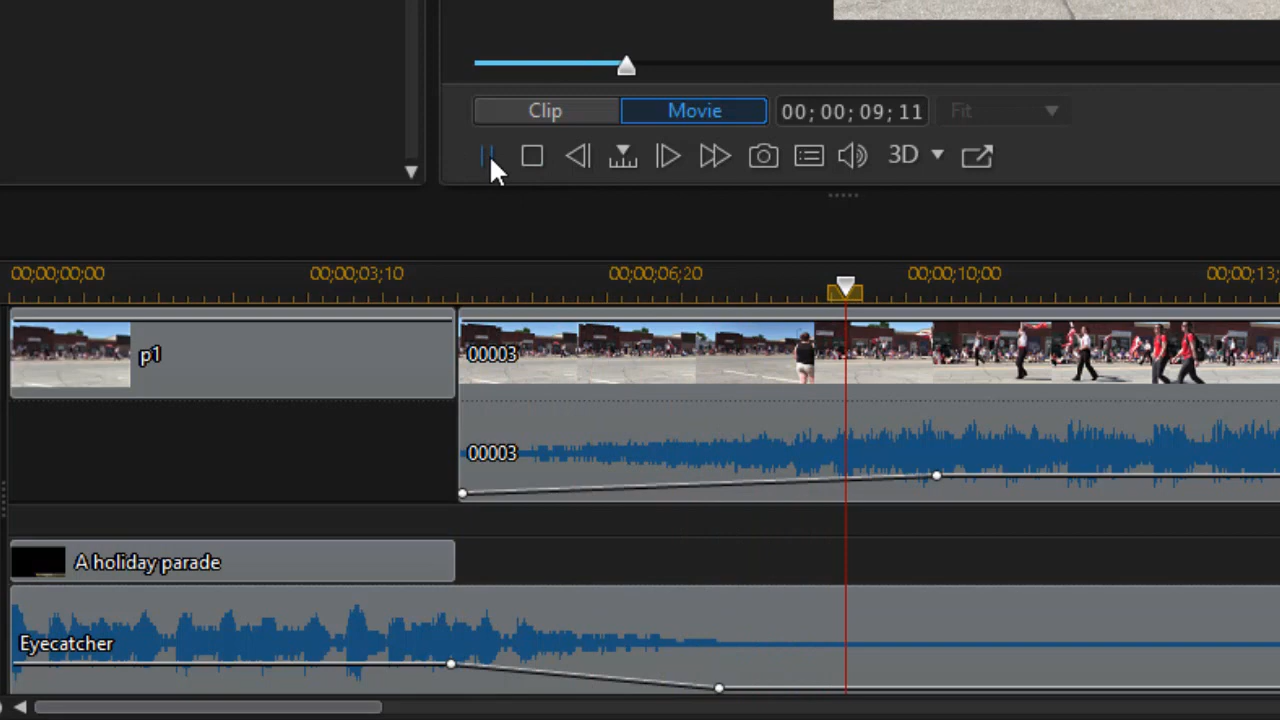 Clip Movie 00; 00; 09; 11 Fit
3D
00;00;00;00 00;00;03;10 00;00;06;20 00;00;10;00 00;00;13;
p1 00003
00003
A holiday parade
Eyecatcher